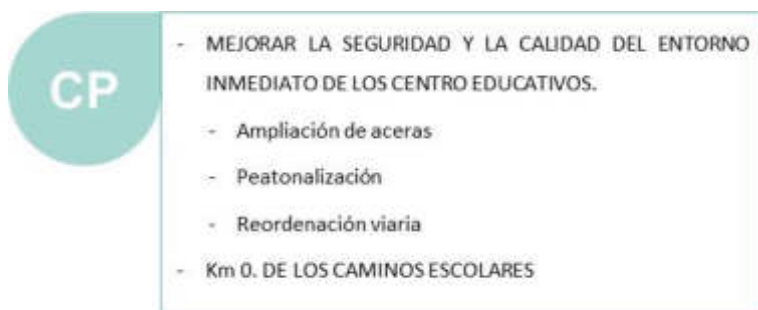 CP
- MEJORAR LA SEGURIDAD Y LA CALIDAD DEL ENTORNO
INMEDIATO DE LOS CENTRO EDUCATIVOS.
- Ampliación de aceras
- Peatonalización
- Reordenación viaria
- Km 0. DE LOS CAMINOS ESCOLARES